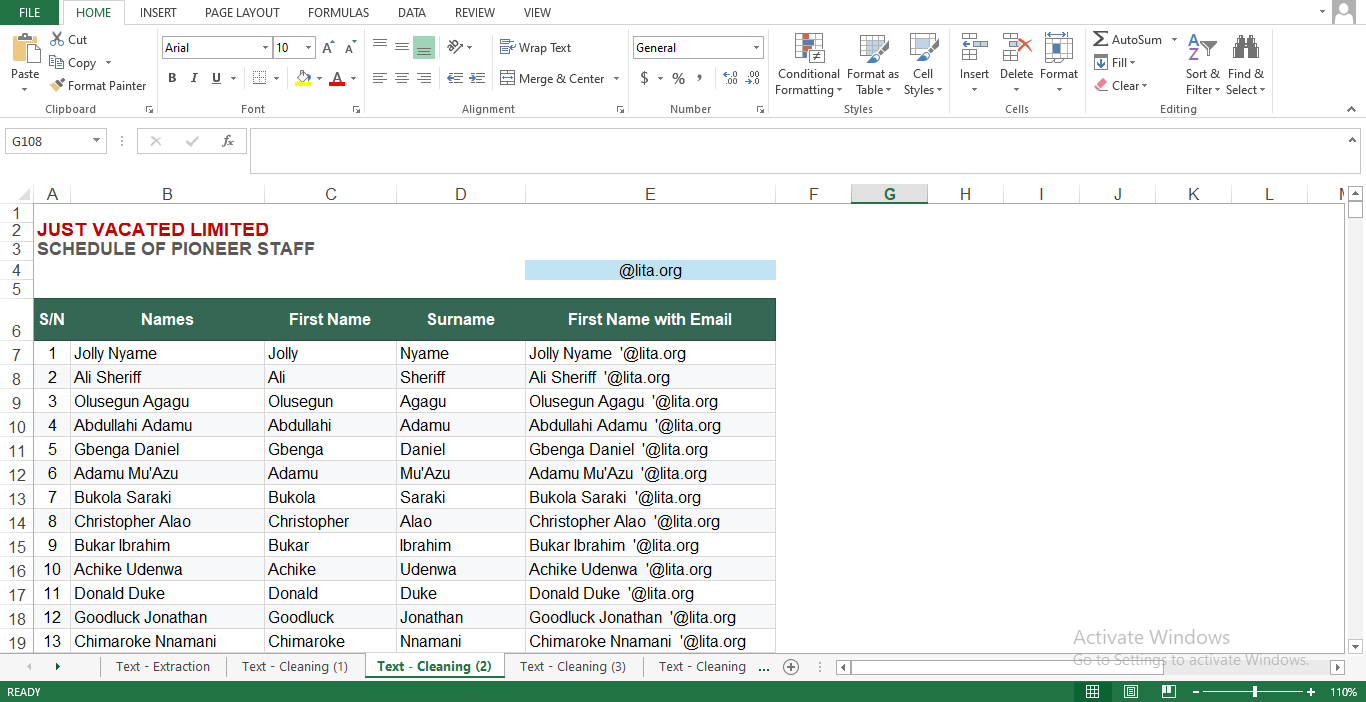 FILE HOME INSERT PAGE LAYOUT FORMULAS DATA REVIEW VIEW
Cut
Copy
Format Painter
Paste
Clipboard
Arial 10
B I U
Font
Wrap Text
Merge & Center
Alignment
General
$ % ,
Number
Conditional Formatting
Format as Table
Cell Styles
Styles
Insert Delete Format
Cells
AutoSum
Fill
Clear
Sort & Filter
Find & Select
Editing
G108 fx
A B C D E F G H I J K L
1
2 JUST VACATED LIMITED
3 SCHEDULE OF PIONEER STAFF
4 @lita.org
5
6 S/N Names First Name Surname First Name with Email
7 1 Jolly Nyame Jolly Nyame Jolly Nyame '@lita.org
8 2 Ali Sheriff Ali Sheriff Ali Sheriff '@lita.org
9 3 Olusegun Agagu Olusegun Agagu Olusegun Agagu '@lita.org
10 4 Abdullahi Adamu Abdullahi Adamu Abdullahi Adamu '@lita.org
11 5 Gbenga Daniel Gbenga Daniel Gbenga Daniel '@lita.org
12 6 Adamu Mu'Azu Adamu Mu'Azu Adamu Mu'Azu '@lita.org
13 7 Bukola Saraki Bukola Saraki Bukola Saraki '@lita.org
14 8 Christopher Alao Christopher Alao Christopher Alao '@lita.org
15 9 Bukar Ibrahim Bukar Ibrahim Bukar Ibrahim '@lita.org
16 10 Achike Udenwa Achike Udenwa Achike Udenwa '@lita.org
17 11 Donald Duke Donald Duke Donald Duke '@lita.org
18 12 Goodluck Jonathan Goodluck Jonathan Goodluck Jonathan '@lita.org
19 13 Chimaroke Nnamani Chimaroke Nnamani Chimaroke Nnamani '@lita.org
Activate Windows
Go to Settings to activate Windows.
Text - Extraction Text - Cleaning (1) Text - Cleaning (2) Text - Cleaning (3) Text - Cleaning ...
READY 110%